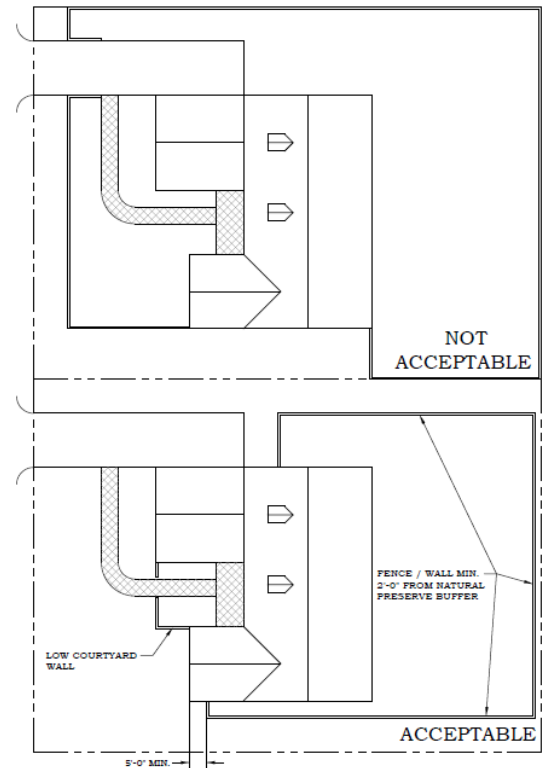 NOT
ACCEPTABLE
FENCE / WALL MIN.
2'-0" FROM NATURAL
PRESERVE BUFFER
LOW COURTYARD
WALL
ACCEPTABLE
5'-0" MIN.